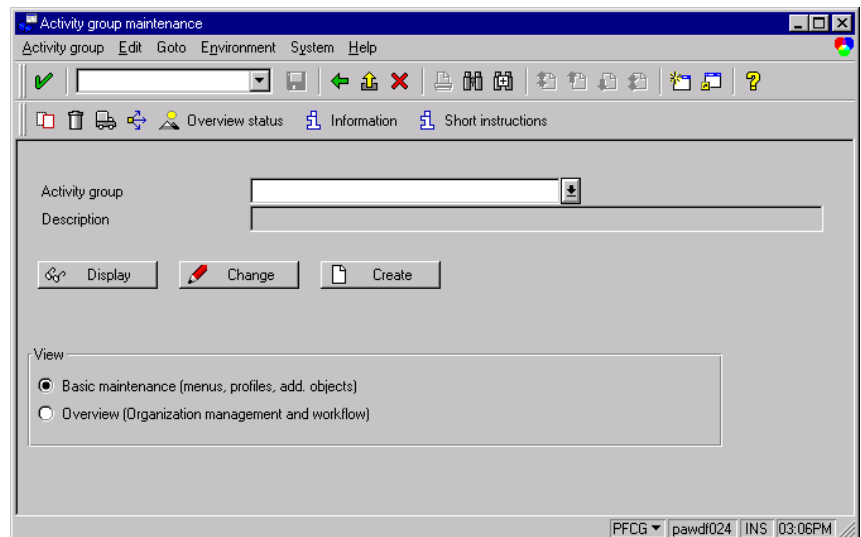 Activity group maintenance
Activity group Edit Goto Environment System Help
Overview status Information Short instructions
Activity group
Description
Display Change Create
View
Basic maintenance (menus, profiles, add. objects)
Overview (Organization management and workflow)
PFCG pawdf024 INS 03:06PM